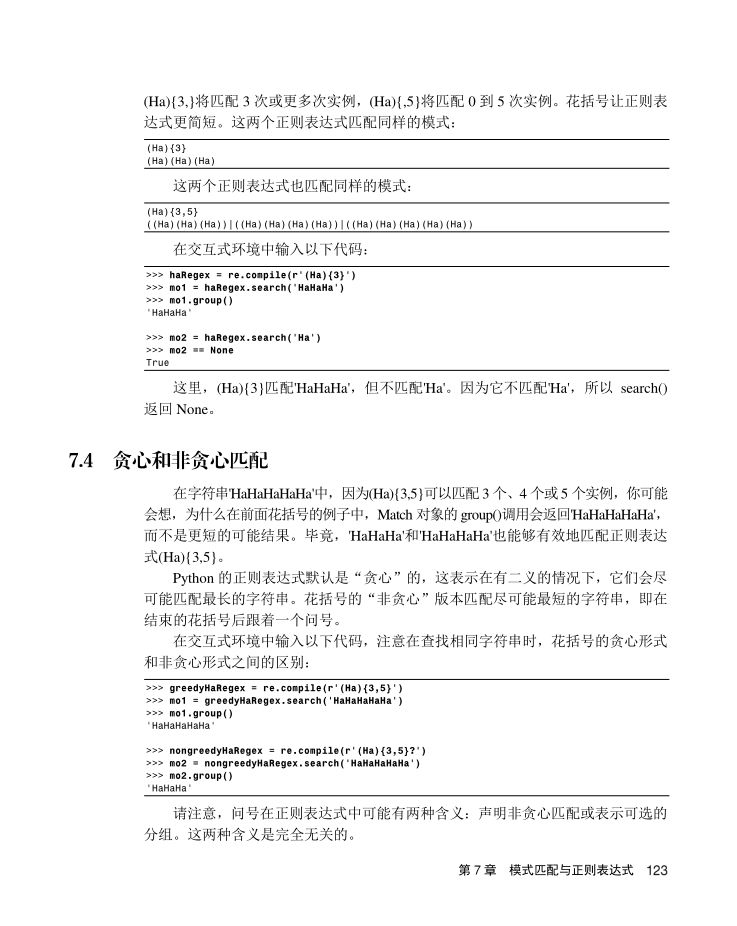 (Ha){3,}将匹配 3 次或更多次实例，(Ha){,5}将匹配 0 到 5 次实例。花括号让正则表
达式更简短。这两个正则表达式匹配同样的模式：
(Ha){3}
(Ha)(Ha)(Ha)
这两个正则表达式也匹配同样的模式：
(Ha){3,5}
((Ha)(Ha)(Ha))|((Ha)(Ha)(Ha)(Ha))|((Ha)(Ha)(Ha)(Ha)(Ha))
在交互式环境中输入以下代码：
>>> haRegex = re.compile(r'(Ha){3}')
>>> mo1 = haRegex.search('HaHaHa')
>>> mo1.group()
'HaHaHa'
>>> mo2 = haRegex.search('Ha')
>>> mo2 == None
True
这里，(Ha){3}匹配'HaHaHa'，但不匹配'Ha'。因为它不匹配'Ha'，所以 search()
返回 None。
7.4 贪心和非贪心匹配
在字符串'HaHaHaHaHa'中，因为(Ha){3,5}可以匹配 3 个、4 个或 5 个实例，你可能
会想，为什么在前面花括号的例子中，Match 对象的 group()调用会返回'HaHaHaHaHa'，
而不是更短的可能结果。毕竟，'HaHaHa'和'HaHaHaHa'也能够有效地匹配正则表达
式(Ha){3,5}。
Python 的正则表达式默认是“贪心”的，这表示在有二义的情况下，它们会尽
可能匹配最长的字符串。花括号的“非贪心”版本匹配尽可能最短的字符串，即在
结束的花括号后跟着一个问号。
在交互式环境中输入以下代码，注意在查找相同字符串时，花括号的贪心形式
和非贪心形式之间的区别：
>>> greedyHaRegex = re.compile(r'(Ha){3,5}')
>>> mo1 = greedyHaRegex.search('HaHaHaHaHa')
>>> mo1.group()
'HaHaHaHaHa'
>>> nongreedyHaRegex = re.compile(r'(Ha){3,5}?')
>>> mo2 = nongreedyHaRegex.search('HaHaHaHaHa')
>>> mo2.group()
'HaHaHa'
请注意，问号在正则表达式中可能有两种含义：声明非贪心匹配或表示可选的
分组。这两种含义是完全无关的。
第 7 章 模式匹配与正则表达式 123